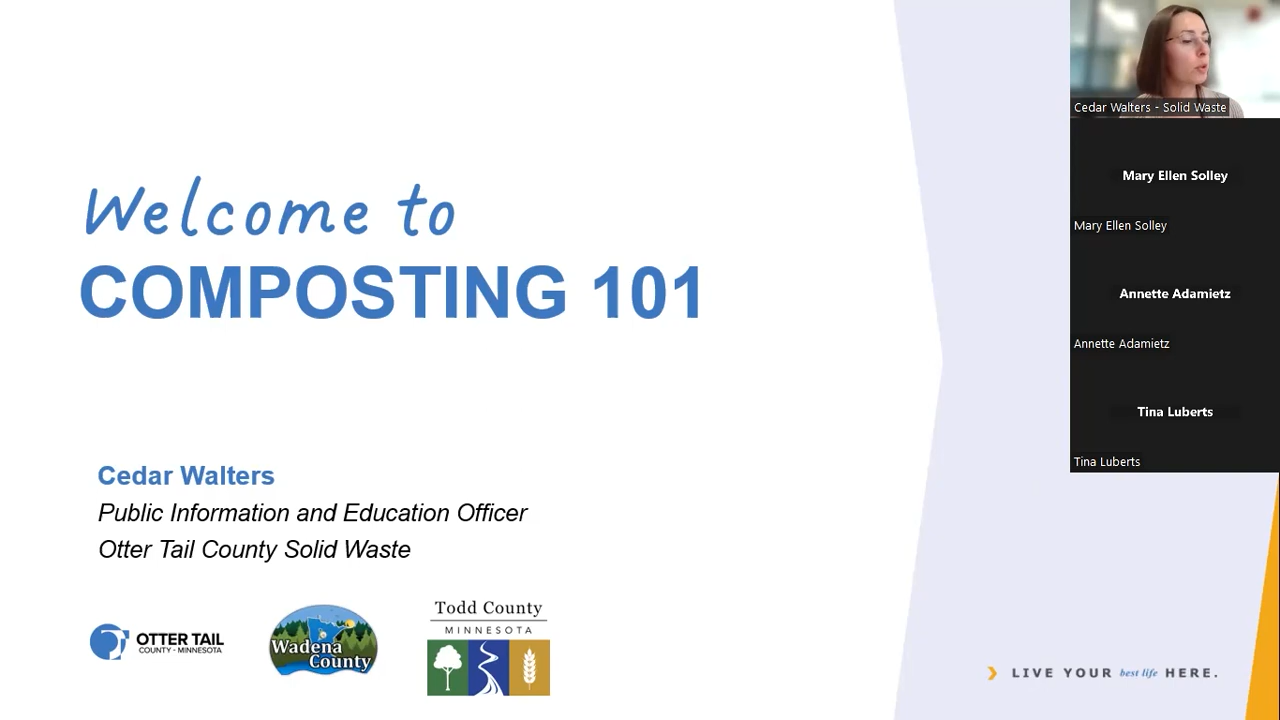 Welcome to
COMPOSTING 101
Cedar Walters
Public Information and Education Officer
Otter Tail County Solid Waste
OTTER TAIL
COUNTY - MINNESOTA
Wadena
County
Todd County
MINNESOTA
LIVE YOUR best life HERE.
Cedar Walters - Solid Waste
Mary Ellen Solley
Mary Ellen Solley
Annette Adamietz
Annette Adamietz
Tina Luberts
Tina Luberts